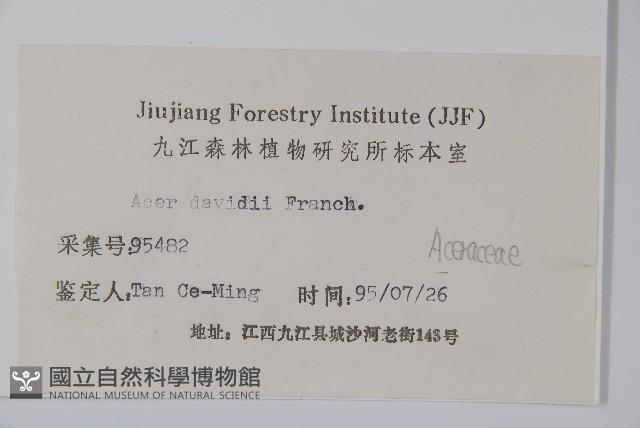 Jiujiang Forestry Institute (JJF)
九江森林植物研究所标本室
Acer davidii Franch.
采集号:95482
Aceraceae
鉴定人:Tan Ce-Ming 时间:95/07/26
地址：江西九江县城沙河老街143号
國立自然科學博物館
NATIONAL MUSEUM OF NATURAL SCIENCE